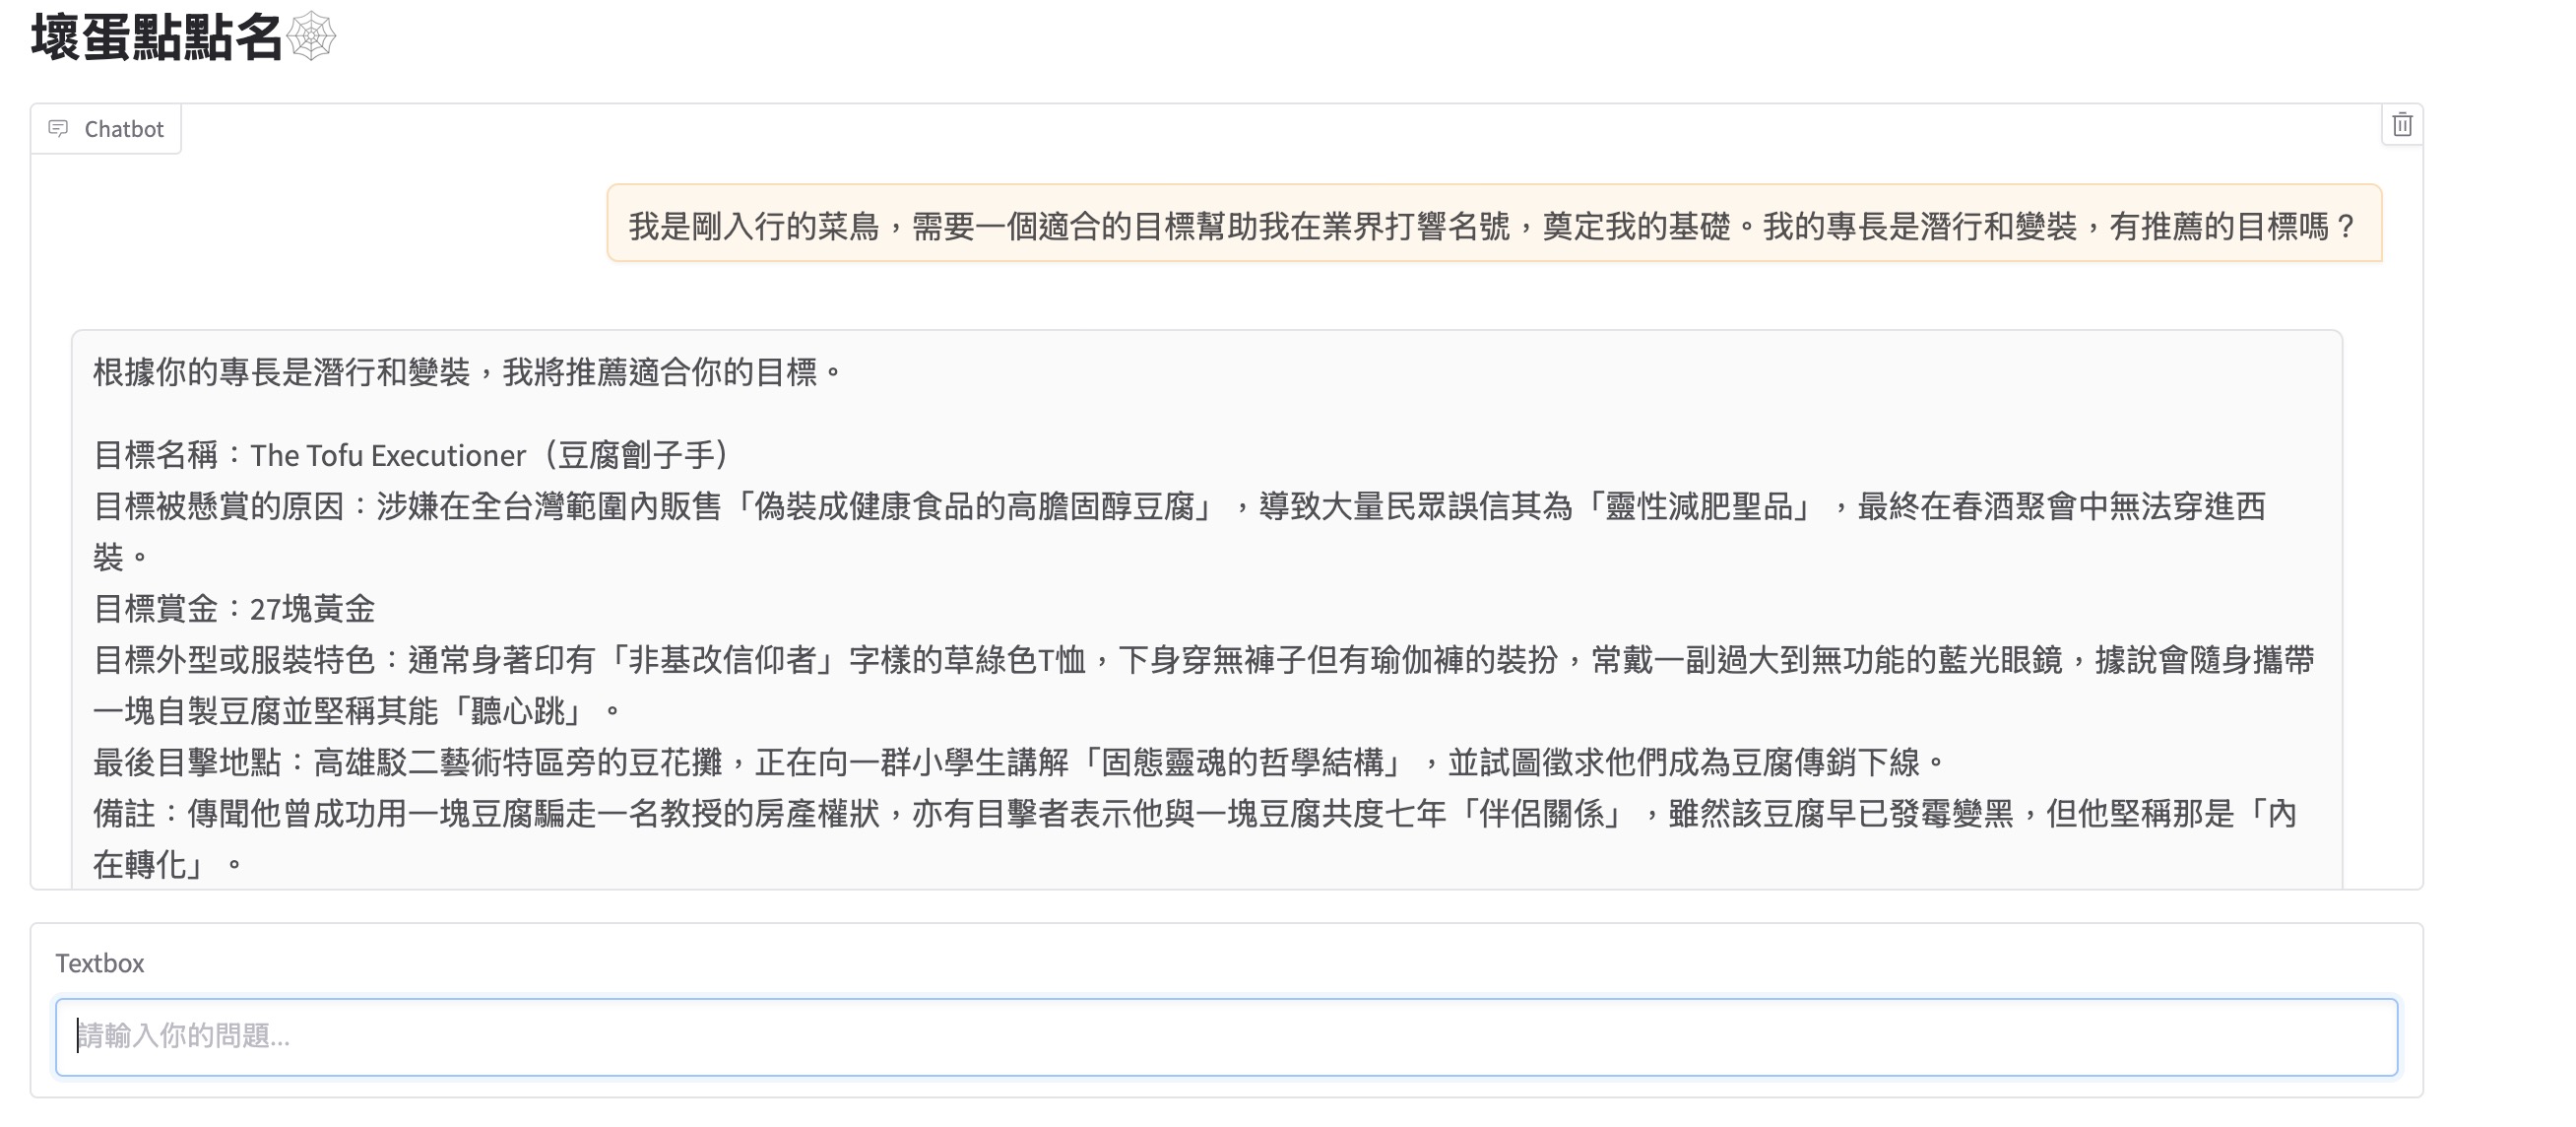 壞蛋點點名🕸️
Chatbot
我是剛入行的菜鳥，需要一個適合的目標幫助我在業界打響名號，奠定我的基礎。我的專長是潛行和變裝，有推薦的目標嗎？
根據你的專長是潛行和變裝，我將推薦適合你的目標。
目標名稱：The Tofu Executioner（豆腐劊子手）
目標被懸賞的原因：涉嫌在全台灣範圍內販售「偽裝成健康食品的高膽固醇豆腐」，導致大量民眾誤信其為「靈性減肥聖品」，最終在春酒聚會中無法穿進西
裝。
目標賞金：27塊黃金
目標外型或服裝特色：通常身著印有「非基改信仰者」字樣的草綠色T恤，下身穿無褲子但有瑜伽褲的裝扮，常戴一副過大到無功能的藍光眼鏡，據說會隨身攜帶
一塊自製豆腐並堅稱其能「聽心跳」。
最後目擊地點：高雄駁二藝術特區旁的豆花攤，正在向一群小學生講解「固態靈魂的哲學結構」，並試圖徵求他們成為豆腐傳銷下線。
備註：傳聞他曾成功用一塊豆腐騙走一名教授的房產權狀，亦有目擊者表示他與一塊豆腐共度七年「伴侶關係」，雖然該豆腐早已發霉變黑，但他堅稱那是「內
在轉化」。
Textbox
請輸入你的問題...